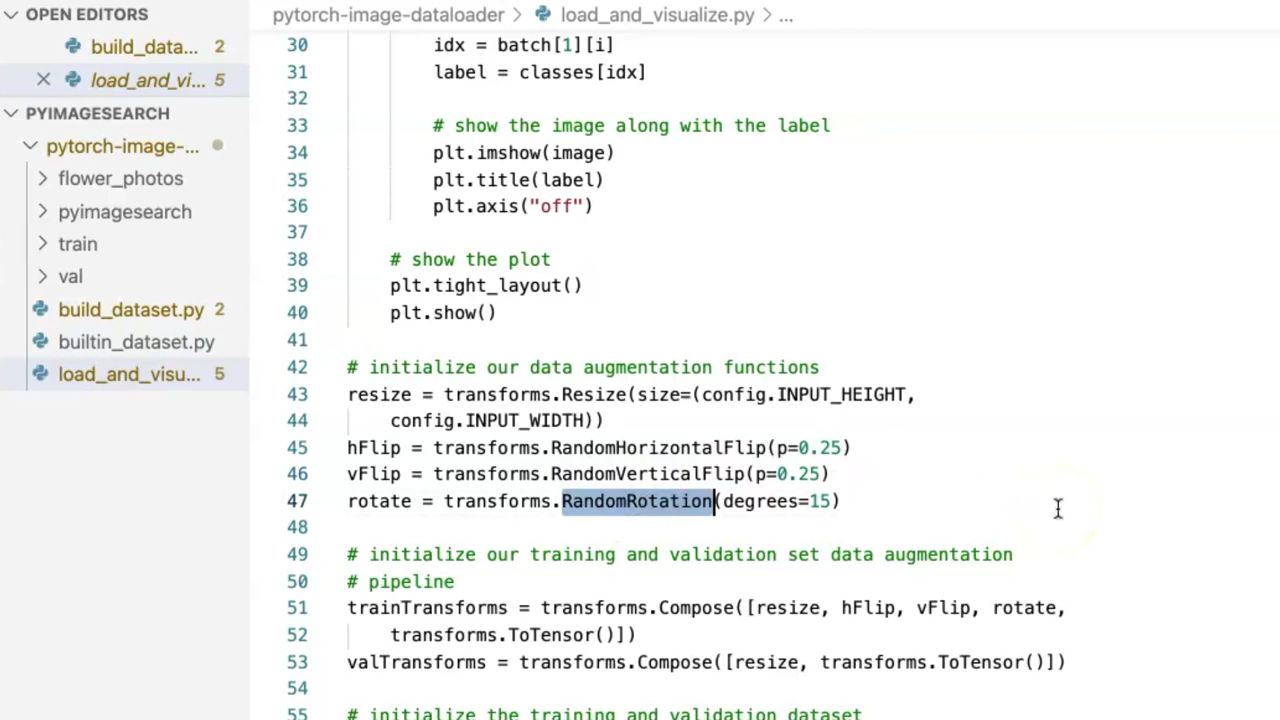 OPEN EDITORS
build_data... 2
load_and_vi... 5
PYIMAGESEARCH
pytorch-image-...
flower_photos
pyimagesearch
train
val
build_dataset.py 2
builtin_dataset.py
load_and_visu... 5
pytorch-image-dataloader > load_and_visualize.py > ...
30 idx = batch[1][i]
31 label = classes[idx]
32
33 # show the image along with the label
34 plt.imshow(image)
35 plt.title(label)
36 plt.axis("off")
37
38 # show the plot
39 plt.tight_layout()
40 plt.show()
41
42 # initialize our data augmentation functions
43 resize = transforms.Resize(size=(config.INPUT_HEIGHT,
44 config.INPUT_WIDTH))
45 hFlip = transforms.RandomHorizontalFlip(p=0.25)
46 vFlip = transforms.RandomVerticalFlip(p=0.25)
47 rotate = transforms.RandomRotation(degrees=15)
48
49 # initialize our training and validation set data augmentation
50 # pipeline
51 trainTransforms = transforms.Compose([resize, hFlip, vFlip, rotate,
52 transforms.ToTensor()])
53 valTransforms = transforms.Compose([resize, transforms.ToTensor()])
54
55 # initialize the training and validation dataset